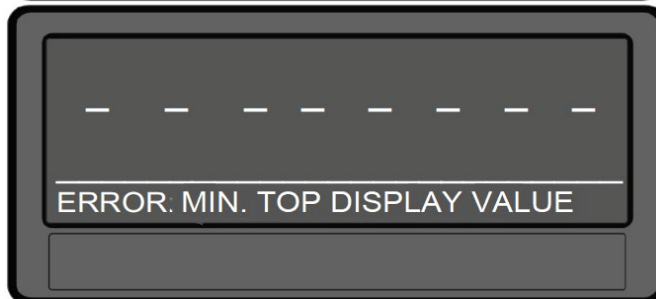 – – – – – – – –
ERROR: MIN. TOP DISPLAY VALUE